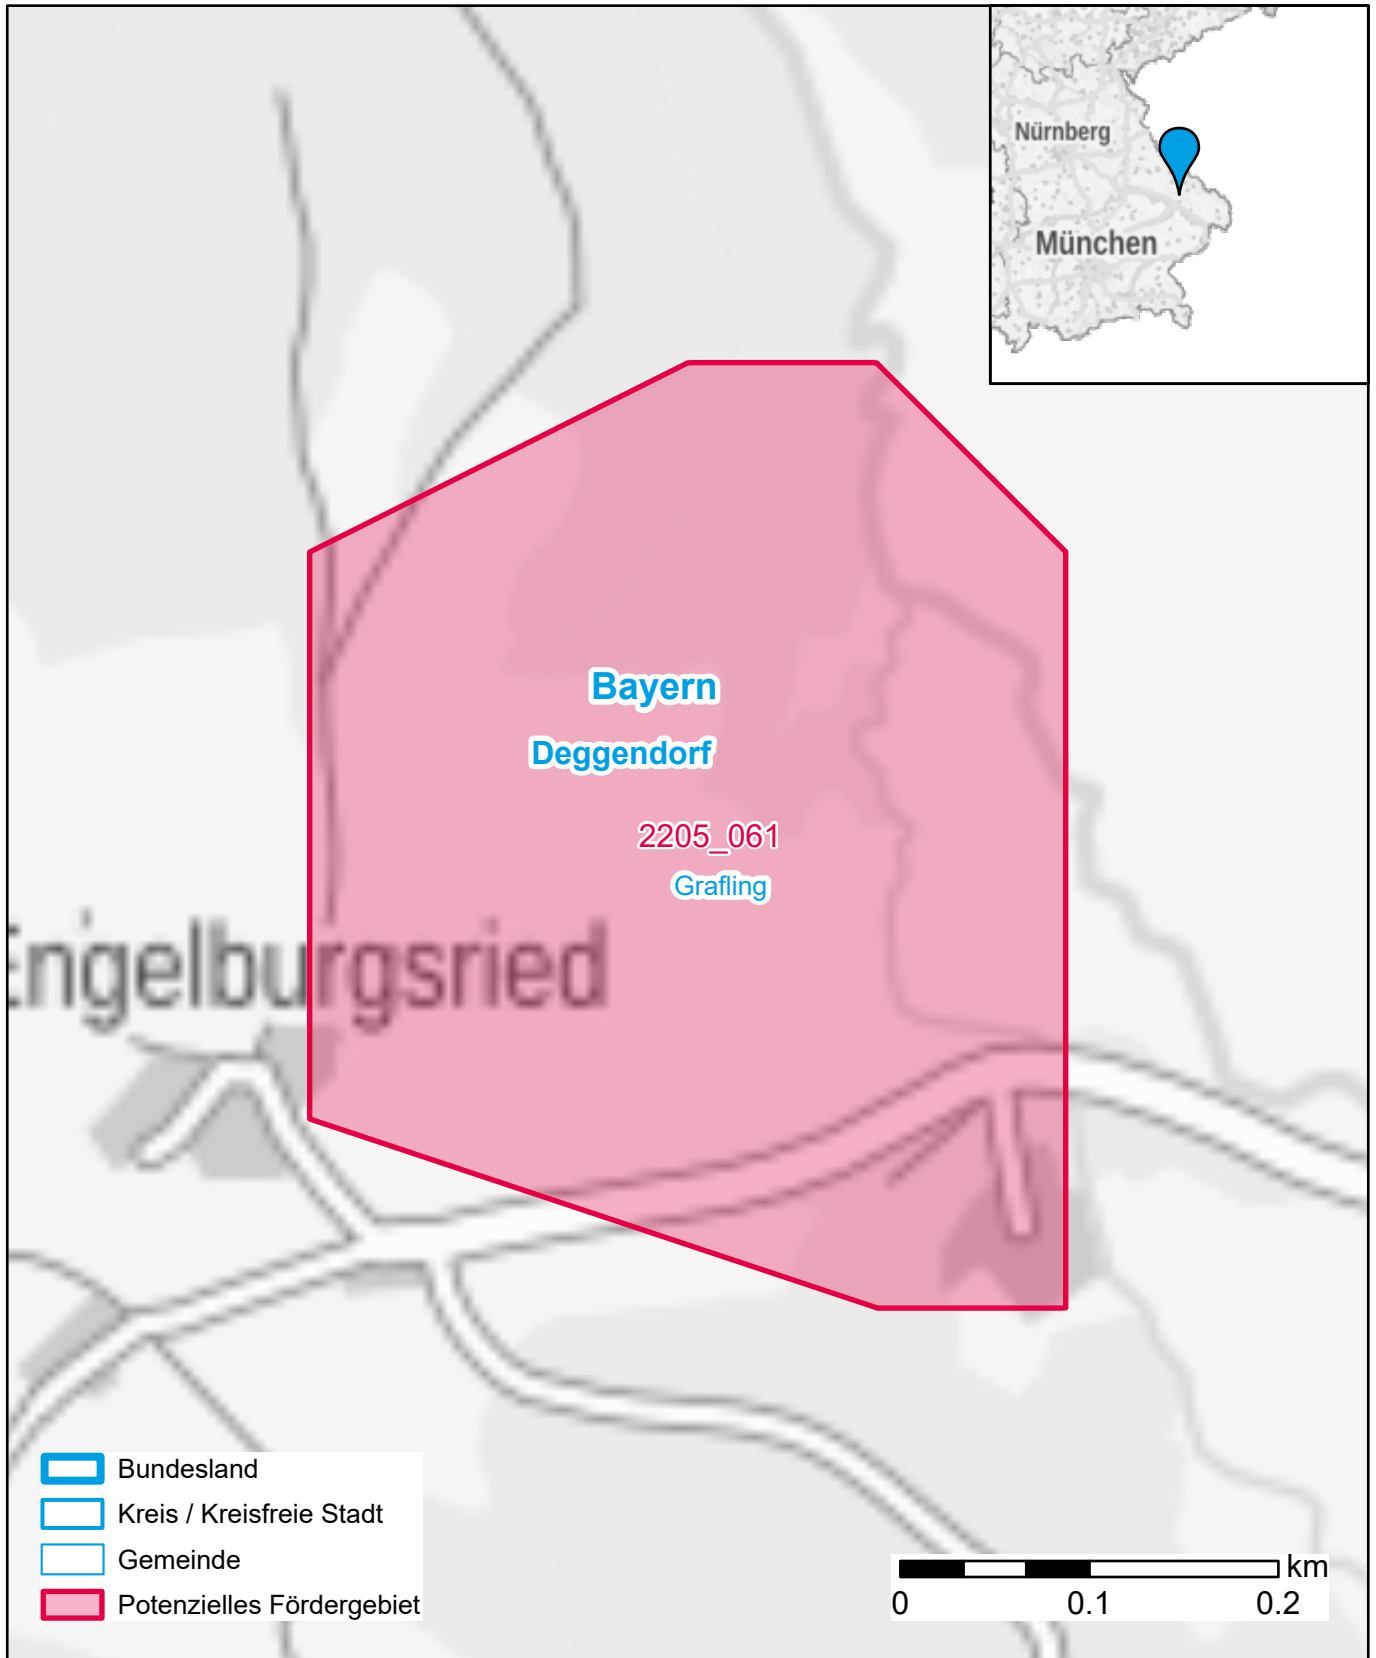 Nürnberg
München
Bayern
Deggendorf
2205_061
Grafling
Engelburgsried
Bundesland
Kreis / Kreisfreie Stadt
Gemeinde
Potenzielles Fördergebiet
km
0 0.1 0.2